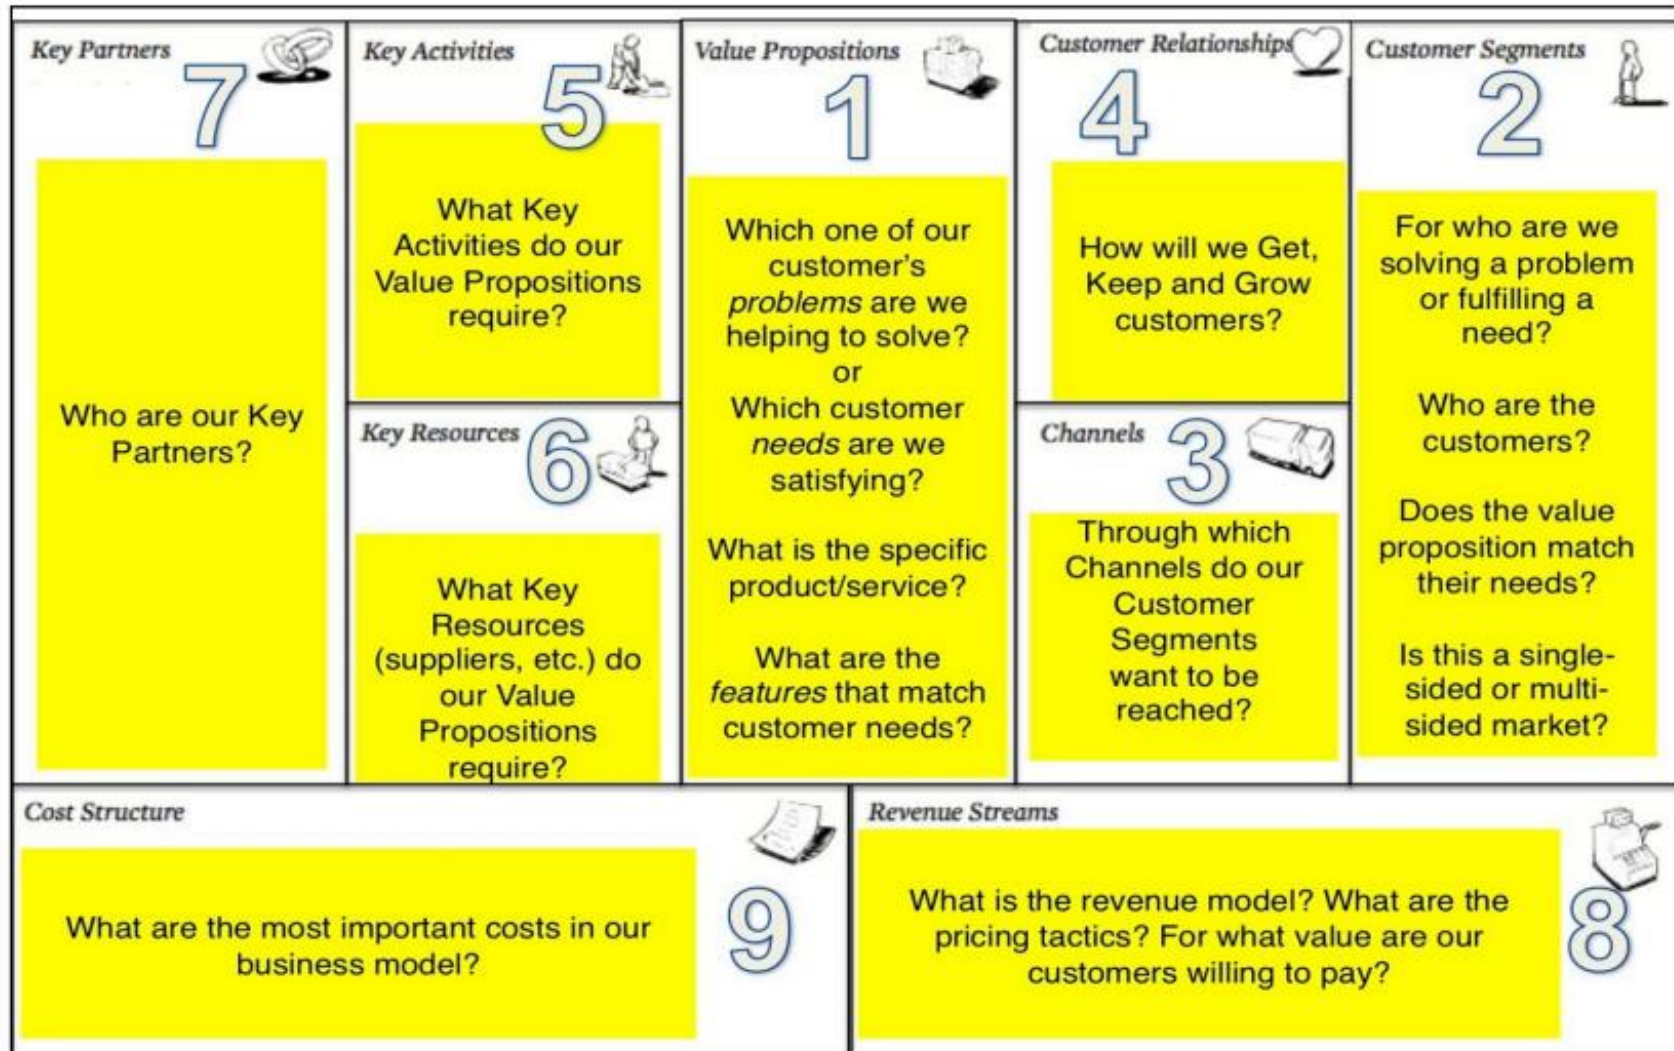 Key Partners
7
Who are our Key
Partners?
Key Activities
5
What Key
Activities do our
Value Propositions
require?
Key Resources
6
What Key
Resources
(suppliers, etc.) do
our Value
Propositions
require?
Value Propositions
1
Which one of our
customer's
problems are we
helping to solve?
or
Which customer
needs are we
satisfying?
What is the specific
product/service?
What are the
features that match
customer needs?
Customer Relationships
4
How will we Get,
Keep and Grow
customers?
Channels
3
Through which
Channels do our
Customer
Segments
want to be
reached?
Customer Segments
2
For who are we
solving a problem
or fulfilling a
need?
Who are the
customers?
Does the value
proposition match
their needs?
Is this a single-
sided or multi-
sided market?
Cost Structure
9
What are the most important costs in our
business model?
Revenue Streams
8
What is the revenue model? What are the
pricing tactics? For what value are our
customers willing to pay?